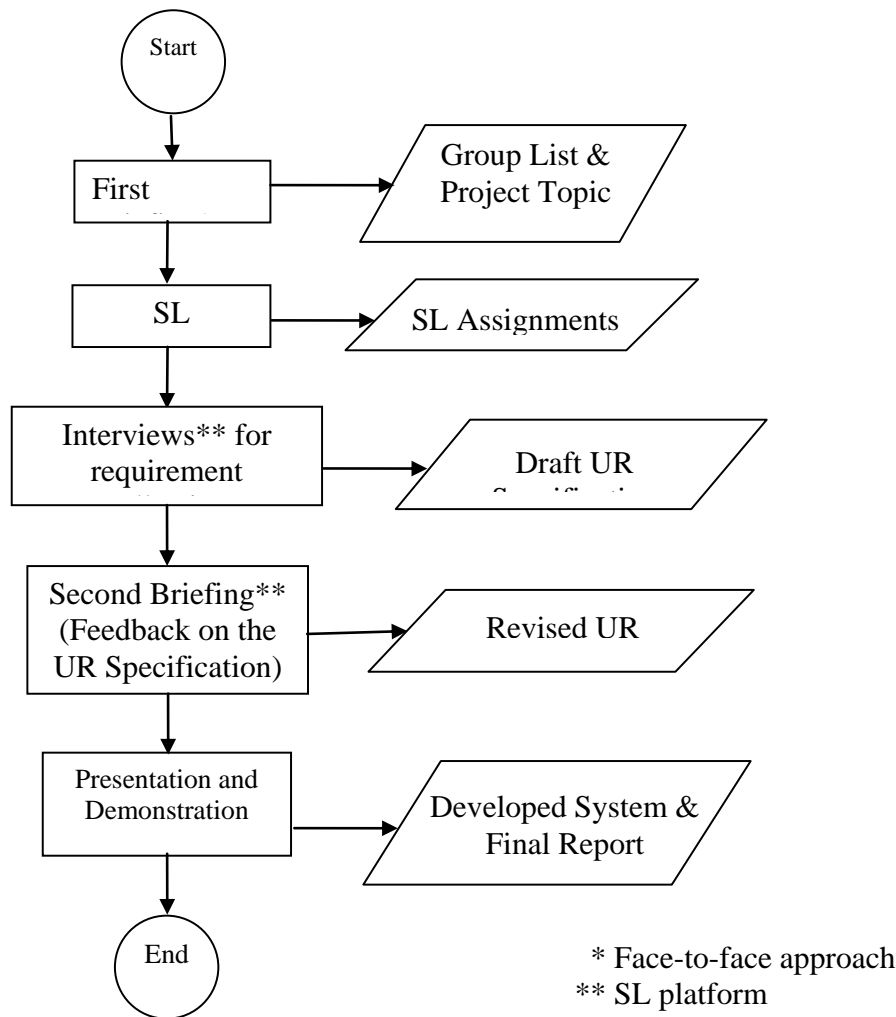 Start
First
Group List &
Project Topic
SL
SL Assignments
Interviews** for
requirement
Draft UR
Second Briefing**
(Feedback on the
UR Specification)
Revised UR
Presentation and
Demonstration
Developed System &
Final Report
End
* Face-to-face approach
** SL platform